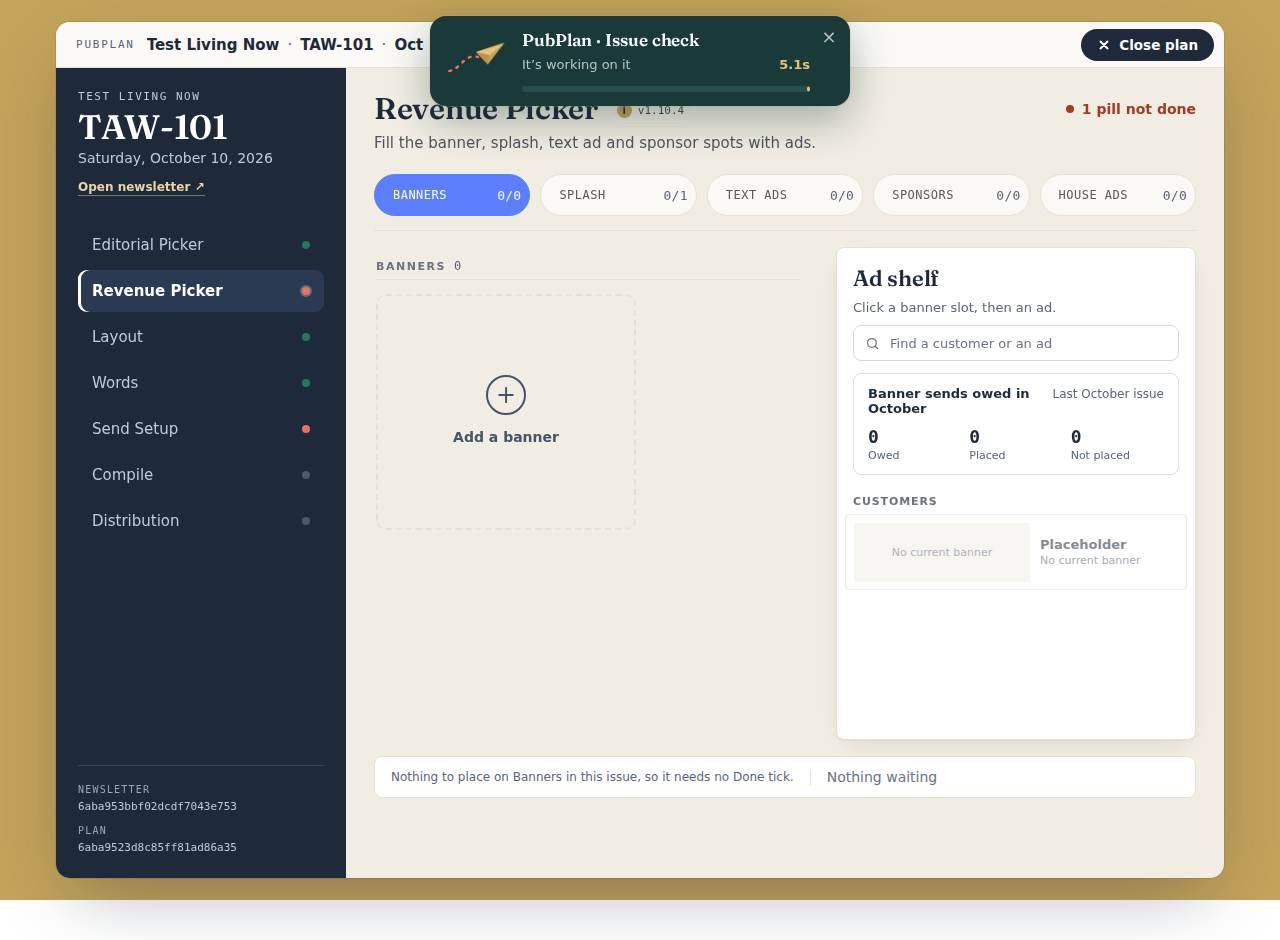 PUBPLAN Test Living Now · TAW-101 · Oct
PubPlan · Issue check
It's working on it 5.1s
Close plan
TEST LIVING NOW
TAW-101
Saturday, October 10, 2026
Open newsletter ↗
Editorial Picker
Revenue Picker
Layout
Words
Send Setup
Compile
Distribution
NEWSLETTER
6aba953bbf02dcdf7043e753
PLAN
6aba9523d8c85ff81ad86a35
Revenue Picker i v1.10.4
1 pill not done
Fill the banner, splash, text ad and sponsor spots with ads.
BANNERS 0/0
SPLASH 0/1
TEXT ADS 0/0
SPONSORS 0/0
HOUSE ADS 0/0
BANNERS 0
Add a banner
Ad shelf
Click a banner slot, then an ad.
Find a customer or an ad
Banner sends owed in October
Last October issue
0 Owed
0 Placed
0 Not placed
CUSTOMERS
No current banner
Placeholder
No current banner
Nothing to place on Banners in this issue, so it needs no Done tick.
Nothing waiting